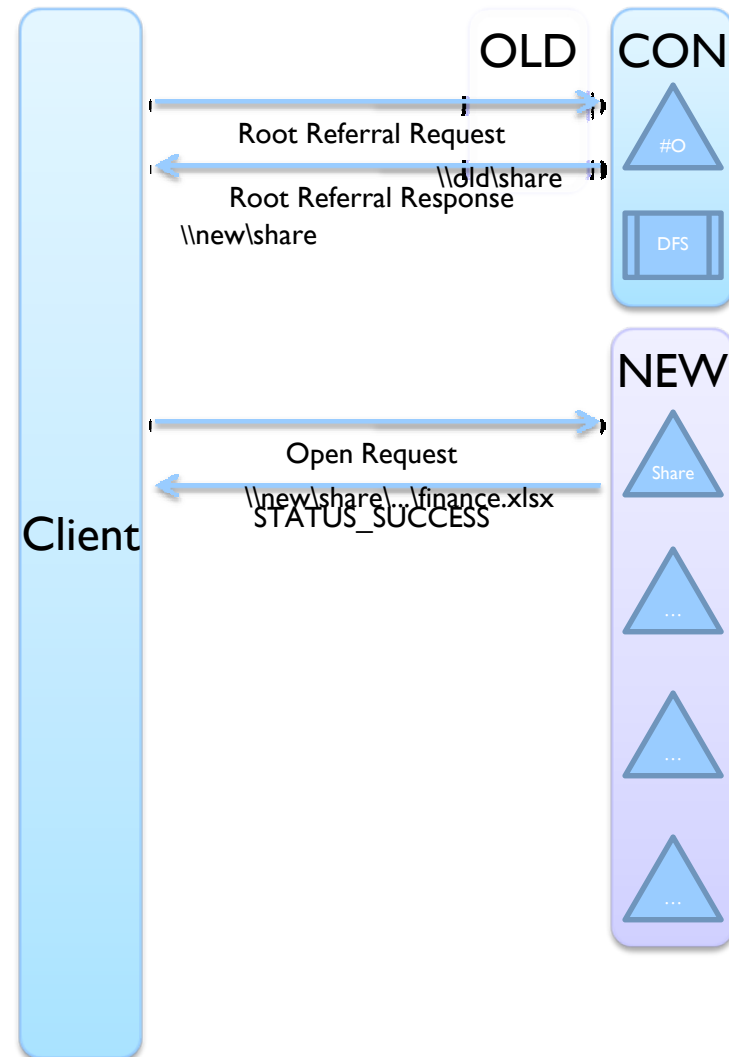 OLD
CON
Root Referral Request
\\old\share
#O
Root Referral Response
\\new\share
DFS
NEW
Open Request
\\new\share\...\finance.xlsx
STATUS_SUCCESS
Share
Client
...
...
...